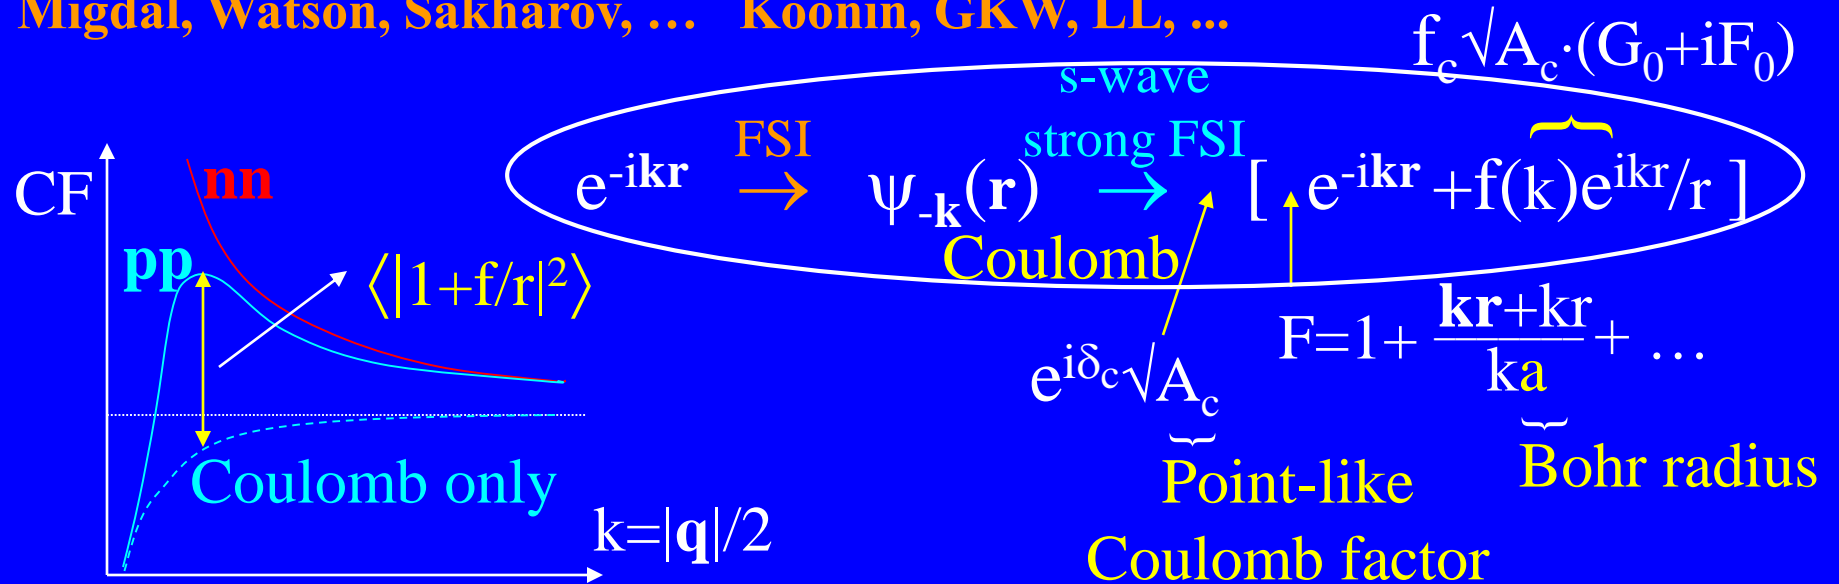 Migdal, Watson, Sakharov, … Koonin, GKW, LL, ...
f_c √A_c·(G_0+iF_0)
s-wave
FSI strong FSI
CF nn e^{-ikr} → ψ_{-k}(r) → [ e^{-ikr} +f(k)e^{ikr}/r ]
pp Coulomb
⟨|1+f/r|²⟩
F=1+ (kr+kr)/(ka) + …
e^{iδ_c}√A_c
Coulomb only Point-like Bohr radius
k=|q|/2
Coulomb factor